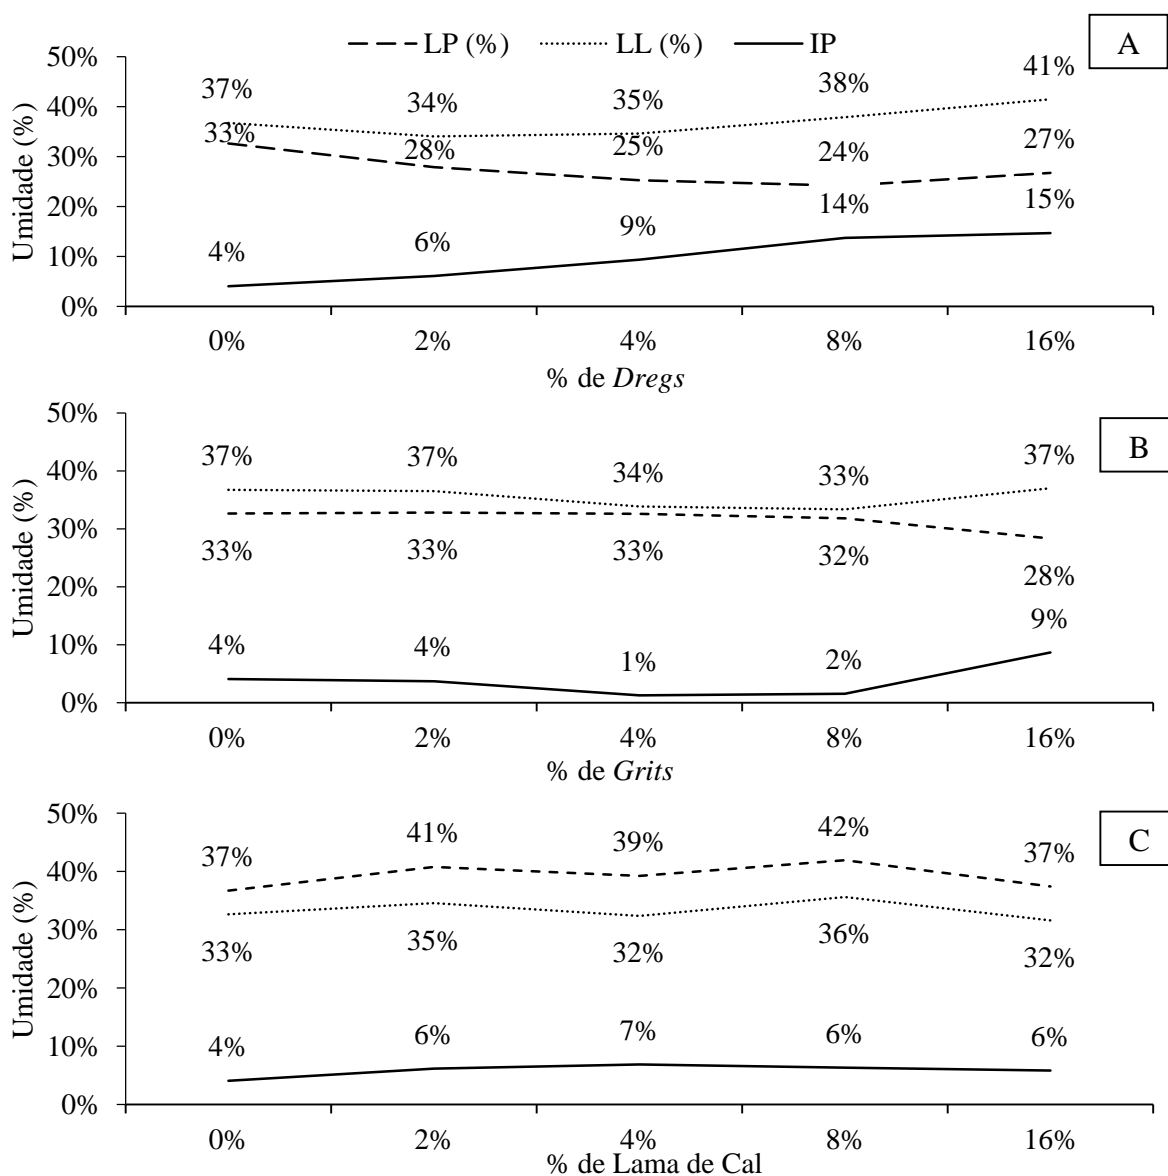 LP (%) LL (%) IP
A
Umidade (%)
50%
40%
30%
20%
10%
0%
37% 34% 35% 38% 41%
33% 28% 25% 24% 27%
4% 6% 9% 14% 15%
0% 2% 4% 8% 16%
% de Dregs
B
Umidade (%)
50%
40%
30%
20%
10%
0%
37% 37% 34% 33% 37%
33% 33% 33% 32% 28%
4% 4% 1% 2% 9%
0% 2% 4% 8% 16%
% de Grits
C
Umidade (%)
50%
40%
30%
20%
10%
0%
37% 41% 39% 42% 37%
33% 35% 32% 36% 32%
4% 6% 7% 6% 6%
0% 2% 4% 8% 16%
% de Lama de Cal